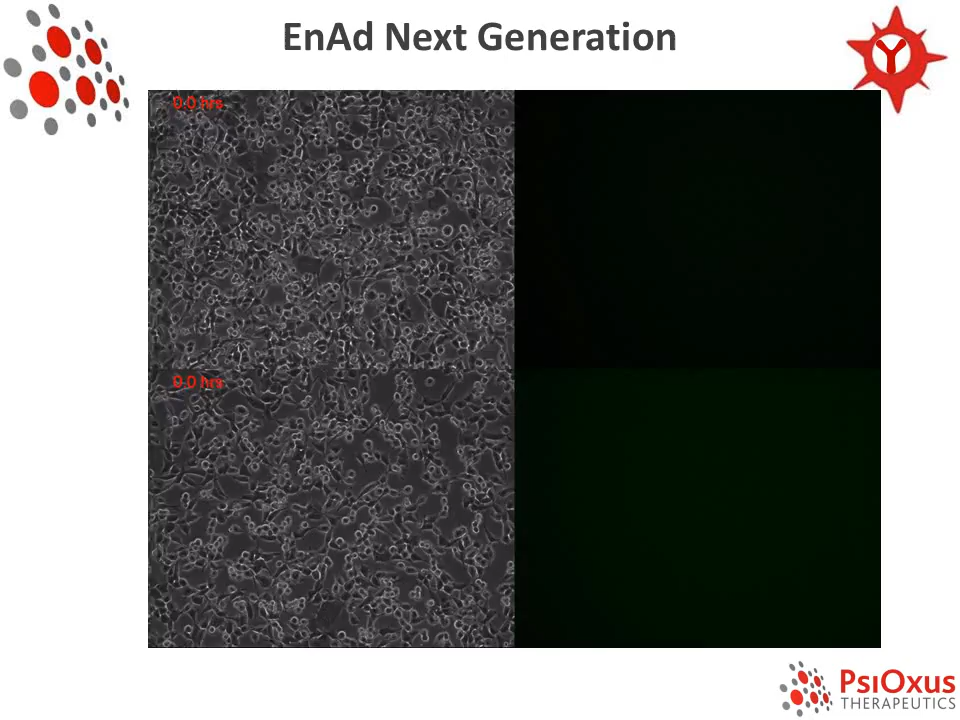 EnAd Next Generation
Y
0.0 hrs
0.0 hrs
PsiOxus
THERAPEUTICS